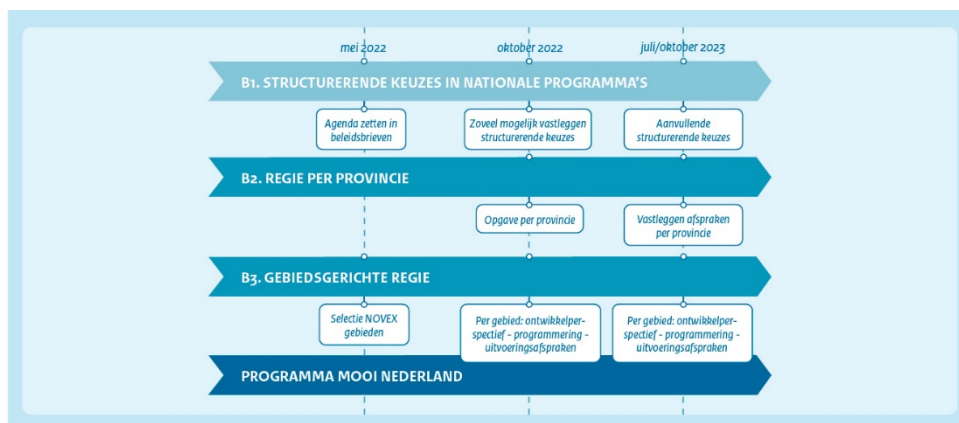 mei 2022
oktober 2022
juli/oktober 2023
B1. STRUCTURERENDE KEUZES IN NATIONALE PROGRAMMA'S
Agenda zetten in
beleidsbrieven
Zoveel mogelijk vastleggen
structurerende keuzes
Aanvullende
structurerende keuzes
B2. REGIE PER PROVINCIE
Opgave per provincie
Vastleggen afspraken
per provincie
B3. GEBIEDSGERICHTE REGIE
Selectie NOVEX
gebieden
Per gebied: ontwikkelper-
spectief - programmering -
uitvoeringsafspraken
Per gebied: ontwikkelper-
spectief - programmering -
uitvoeringsafspraken
PROGRAMMA MOOI NEDERLAND